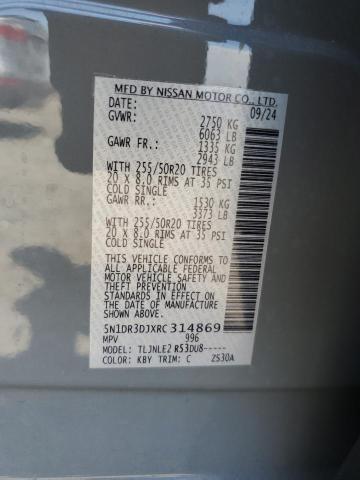 MFD BY NISSAN MOTOR CO., LTD.
DATE: 09/24
GVWR: 2750 KG
6063 LB
GAWR FR.: 1335 KG
2943 LB
WITH 255/50R20 TIRES
20 x 8.0 RIMS AT 35 PSI
COLD SINGLE
GAWR RR.: 1530 KG
3373 LB
WITH 255/50R20 TIRES
20 x 8.0 RIMS AT 35 PSI
COLD SINGLE
THIS VEHICLE CONFORMS TO
ALL APPLICABLE FEDERAL
MOTOR VEHICLE SAFETY AND
THEFT PREVENTION
STANDARDS IN EFFECT ON
THE DATE OF MANUFACTURE
SHOWN ABOVE.
5N1DR3DJXRC314869
MPV 996
MODEL: TLJNLE2 RS3DU8-----
COLOR: KBY TRIM: C ZS30A